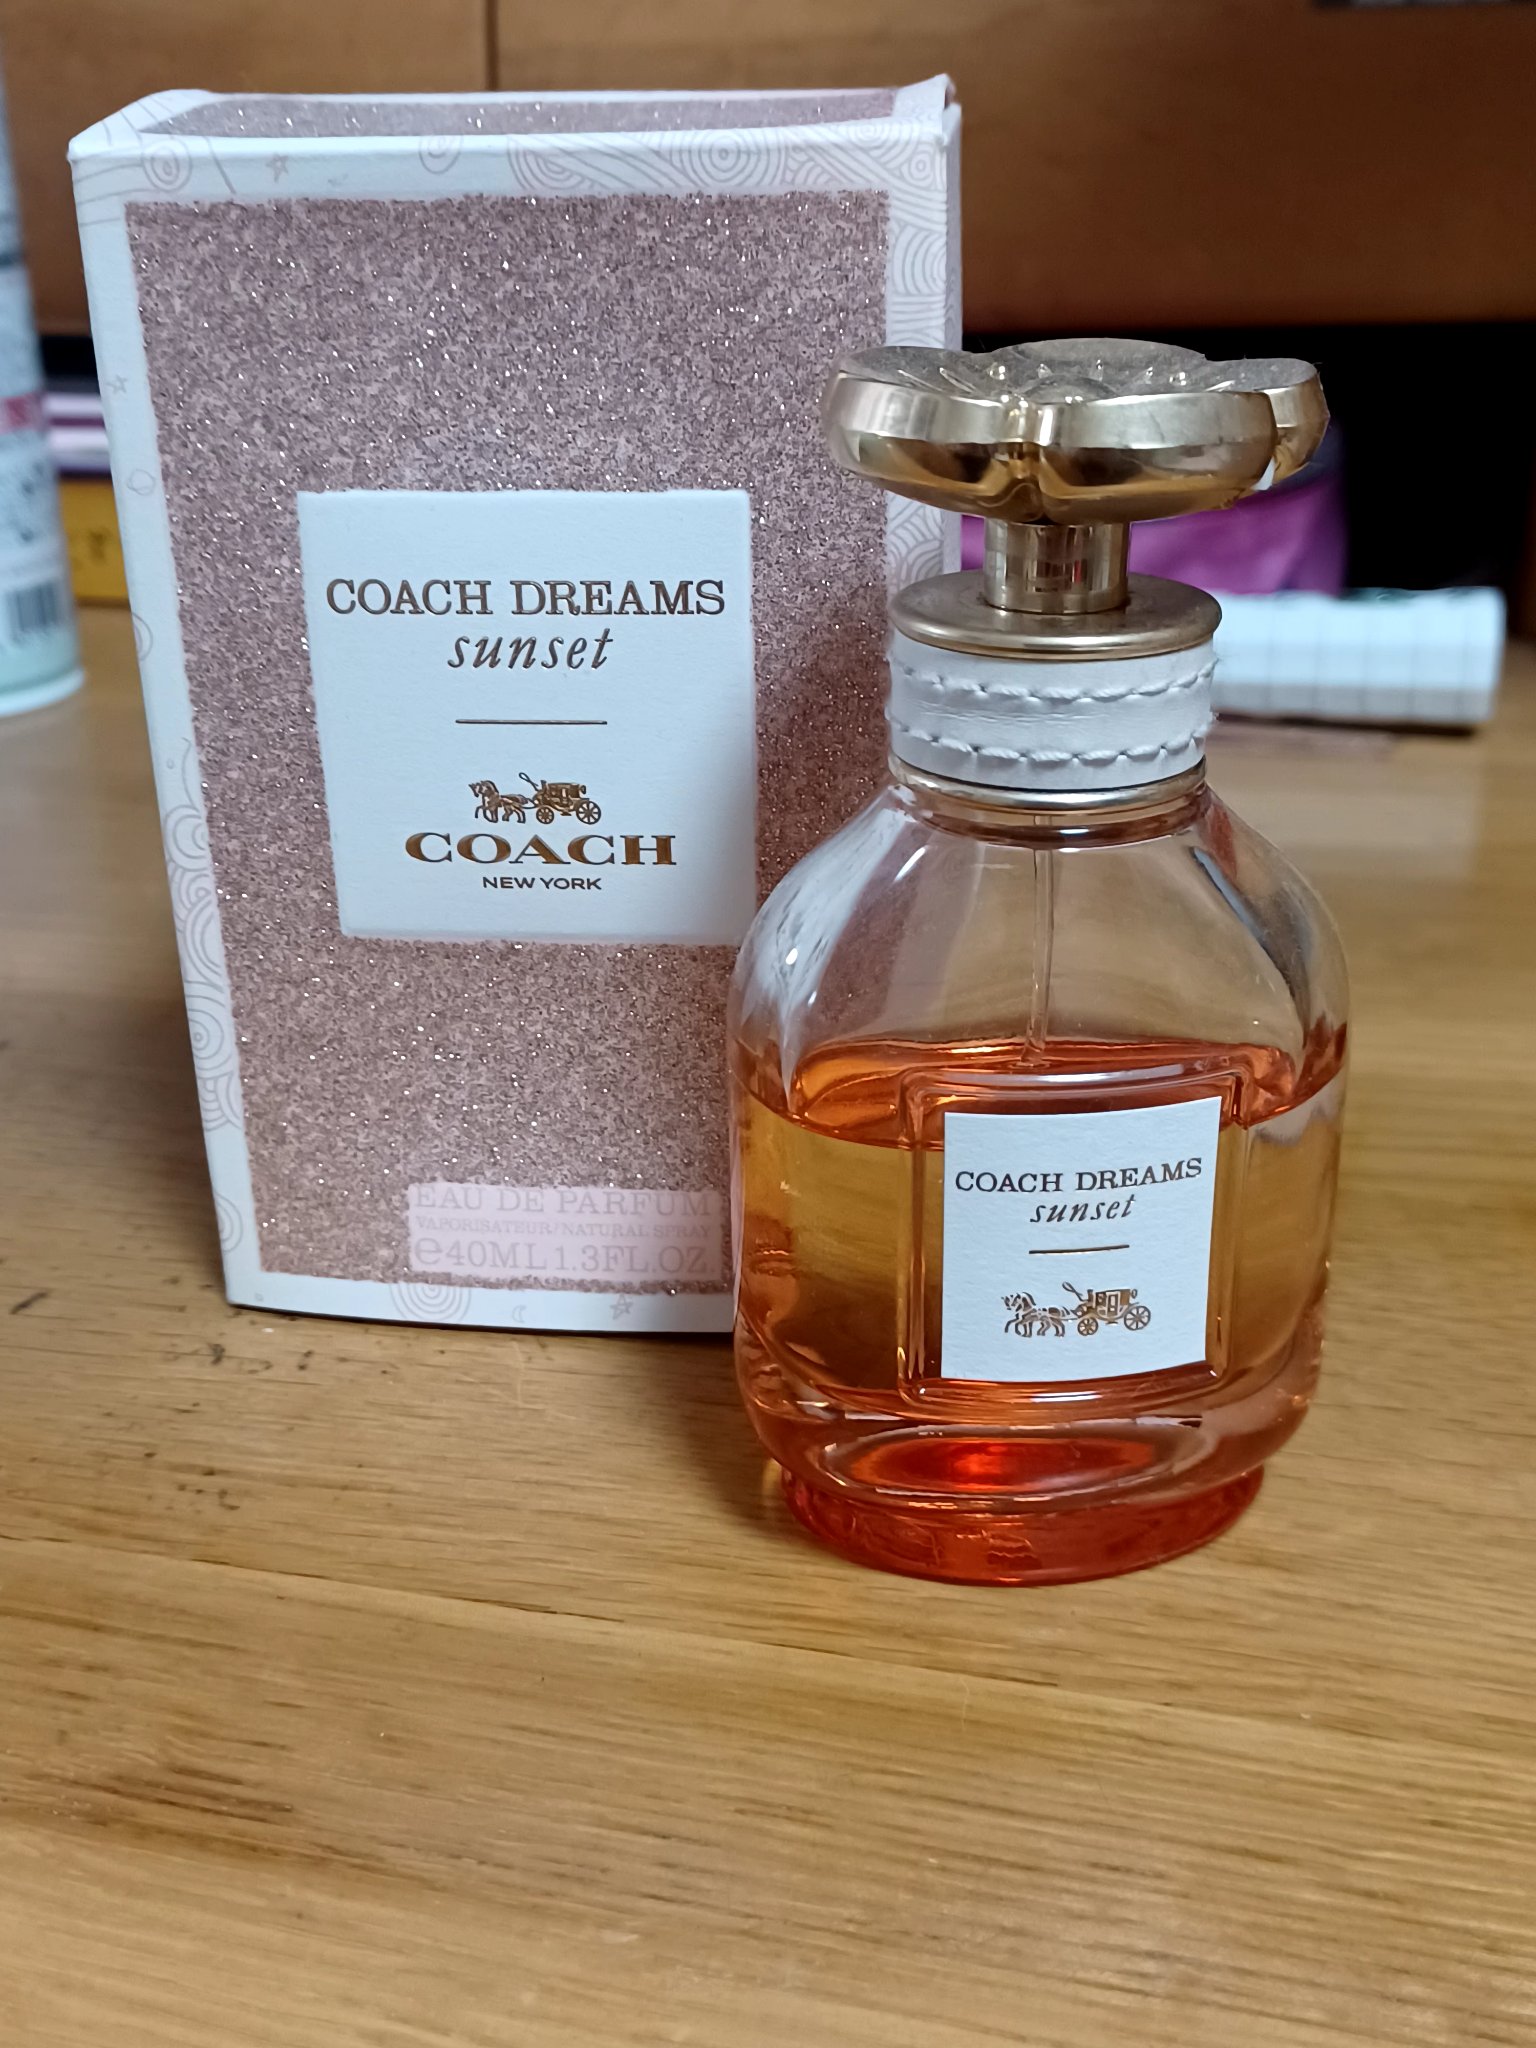 COACH DREAMS
sunset
COACH
NEW YORK
EAU DE PARFUM
VAPORISATEUR/NATURAL SPRAY
℮40ML 1.3FL.OZ.
COACH DREAMS
sunset